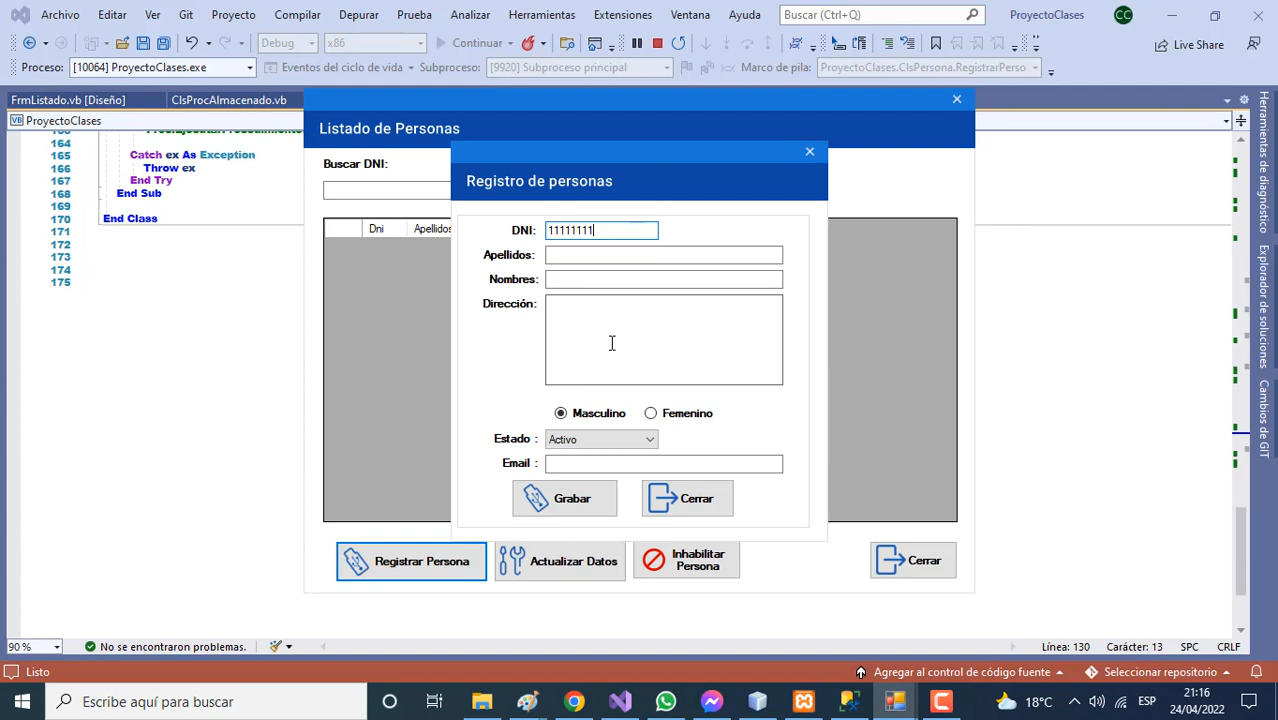 Archivo Editar Ver Git Proyecto Compilar Depurar Prueba Analizar Herramientas Extensiones Ventana Ayuda Buscar (Ctrl+Q) ProyectoClases CC
Debug x86 Continuar Live Share
Proceso: [10064] ProyectoClases.exe Eventos del ciclo de vida Subproceso: [9920] Subproceso principal Marco de pila: ProyectoClases.ClsPersona.RegistrarPerso
FrmListado.vb [Diseño] ClsProcAlmacenado.vb
VB ProyectoClases
164
165 Catch ex As Exception
166 Throw ex
167 End Try
168 End Sub
169
170 End Class
171
172
173
174
175
Listado de Personas
Buscar DNI:
Dni Apellidos
Registro de personas
DNI: 11111111
Apellidos:
Nombres:
Dirección:
Masculino Femenino
Estado : Activo
Email :
Grabar Cerrar
Registrar Persona Actualizar Datos Inhabilitar Persona Cerrar
Herramientas de diagnóstico
Explorador de soluciones
Cambios de GIT
90 % No se encontraron problemas. Línea: 130 Carácter: 13 SPC CRLF
Listo Agregar al control de código fuente Seleccionar repositorio
Escribe aquí para buscar 18°C ESP 21:16
24/04/2022